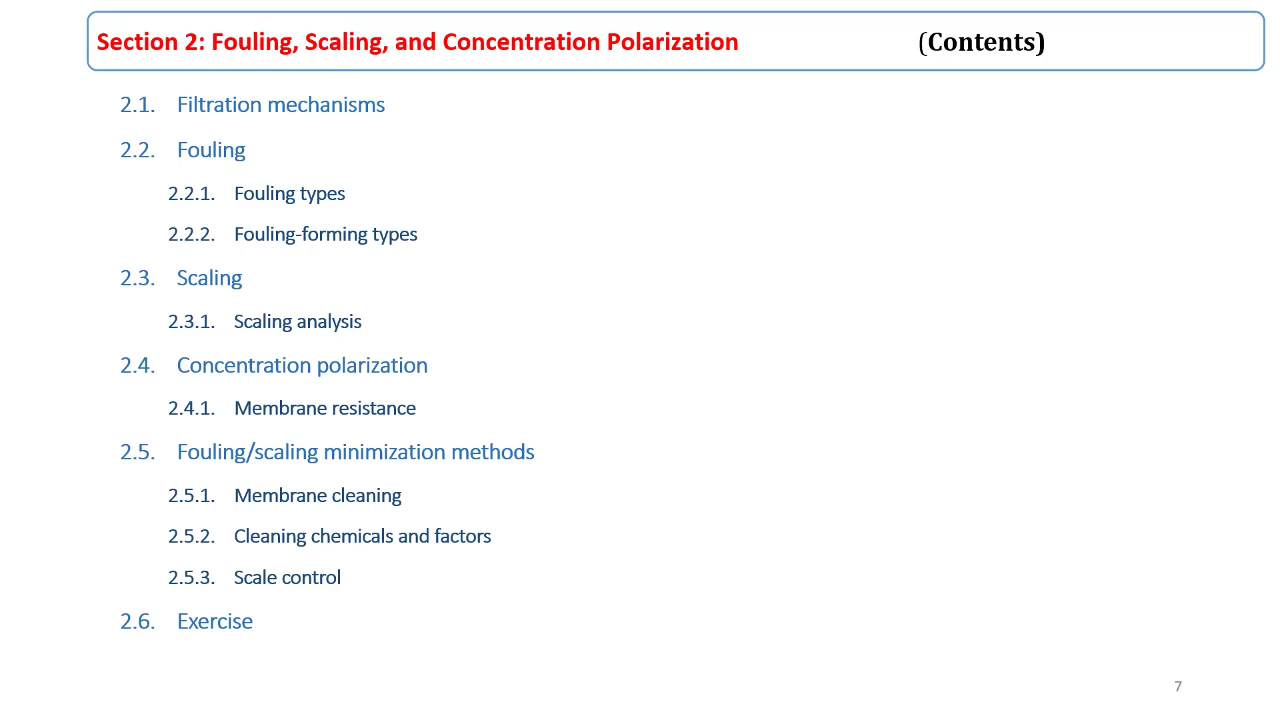 Section 2: Fouling, Scaling, and Concentration Polarization (Contents)
2.1. Filtration mechanisms
2.2. Fouling
2.2.1. Fouling types
2.2.2. Fouling-forming types
2.3. Scaling
2.3.1. Scaling analysis
2.4. Concentration polarization
2.4.1. Membrane resistance
2.5. Fouling/scaling minimization methods
2.5.1. Membrane cleaning
2.5.2. Cleaning chemicals and factors
2.5.3. Scale control
2.6. Exercise
7